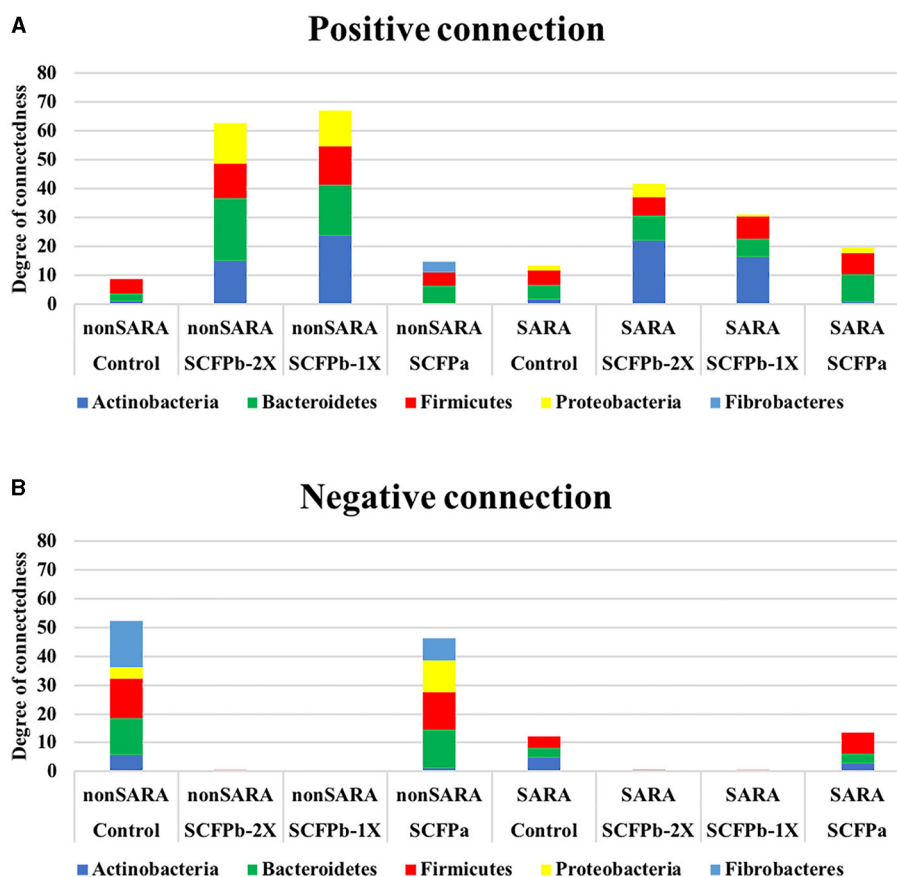 A
Positive connection
Degree of connectedness
80
70
60
50
40
30
20
10
0
nonSARA nonSARA nonSARA nonSARA SARA SARA SARA SARA
Control SCFPb-2X SCFPb-1X SCFPa Control SCFPb-2X SCFPb-1X SCFPa
Actinobacteria Bacteroidetes Firmicutes Proteobacteria Fibrobacteres
B
Negative connection
Degree of connectedness
80
70
60
50
40
30
20
10
0
nonSARA nonSARA nonSARA nonSARA SARA SARA SARA SARA
Control SCFPb-2X SCFPb-1X SCFPa Control SCFPb-2X SCFPb-1X SCFPa
Actinobacteria Bacteroidetes Firmicutes Proteobacteria Fibrobacteres